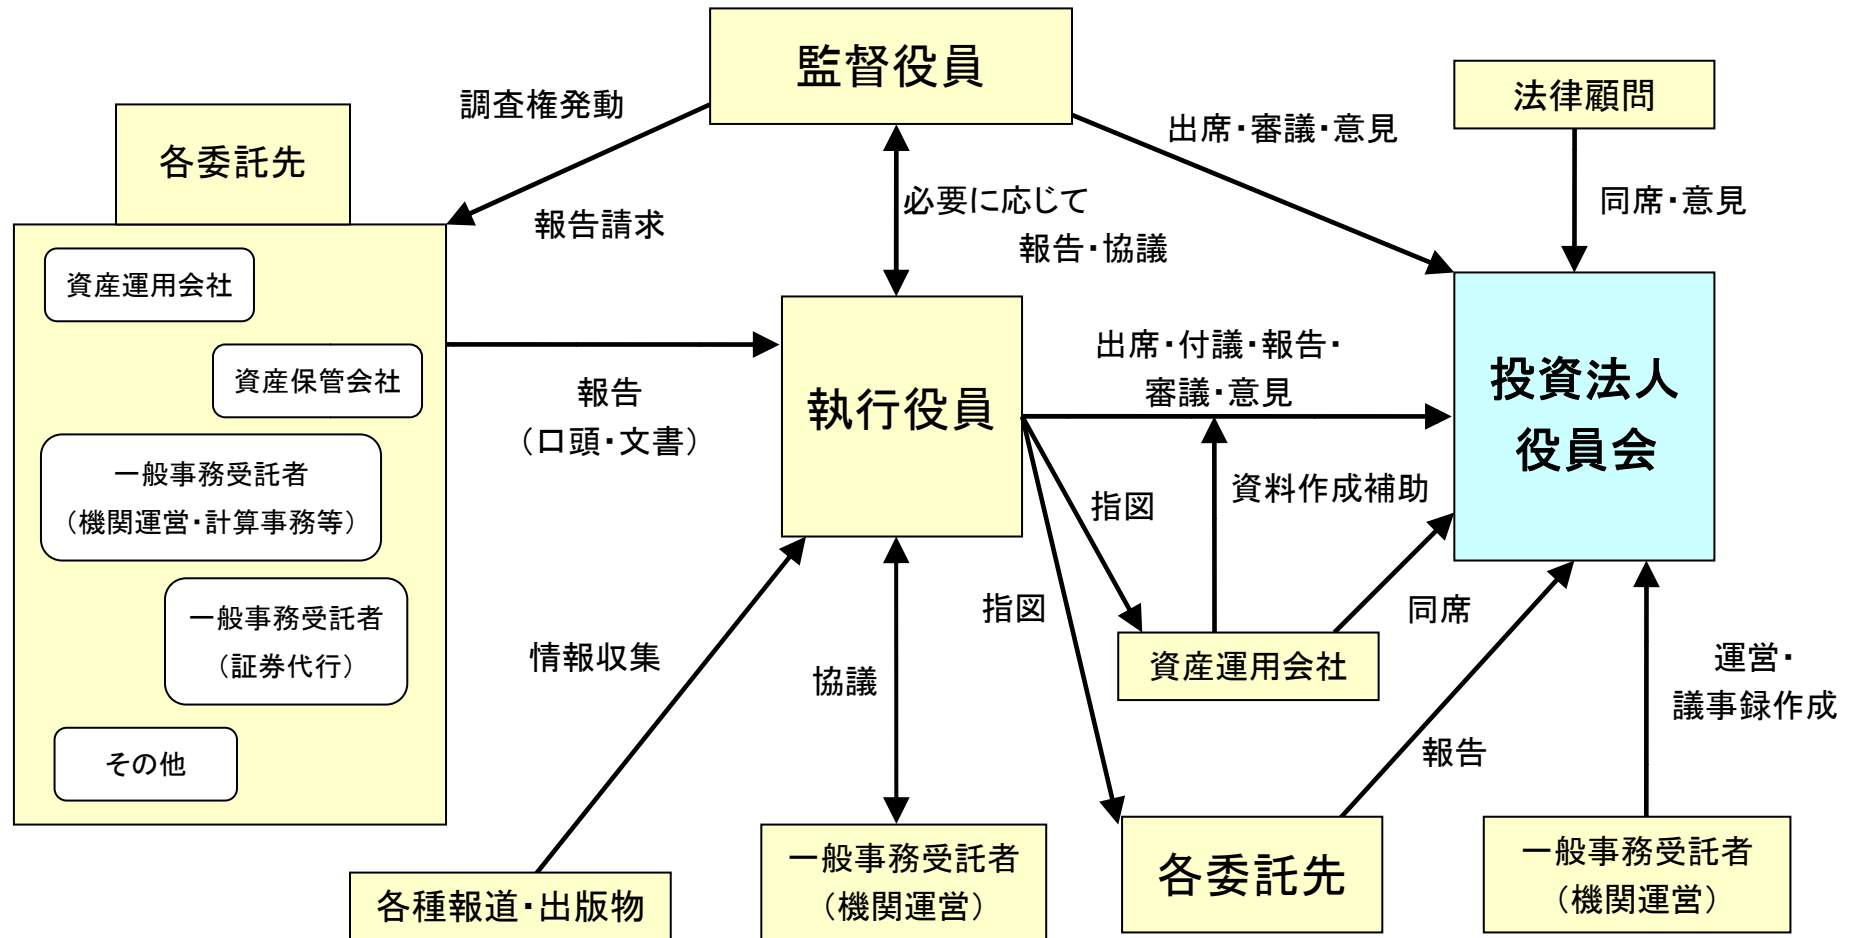 監督役員
法律顧問
調査権発動
出席・審議・意見
各委託先
必要に応じて
報告・協議
同席・意見
報告請求
資産運用会社
資産保管会社
一般事務受託者
（機関運営・計算事務等）
一般事務受託者
（証券代行）
その他
報告
（口頭・文書）
執行役員
出席・付議・報告・
審議・意見
投資法人
役員会
資料作成補助
指図
指図
同席
資産運用会社
情報収集
協議
運営・
議事録作成
報告
各種報道・出版物
一般事務受託者
（機関運営）
各委託先
一般事務受託者
（機関運営）